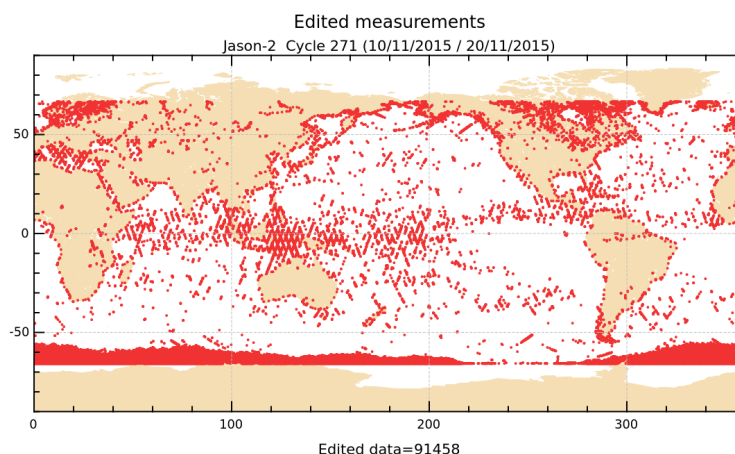 Edited measurements
Jason-2  Cycle 271 (10/11/2015 / 20/11/2015)
50
0
-50
0 100 200 300
Edited data=91458